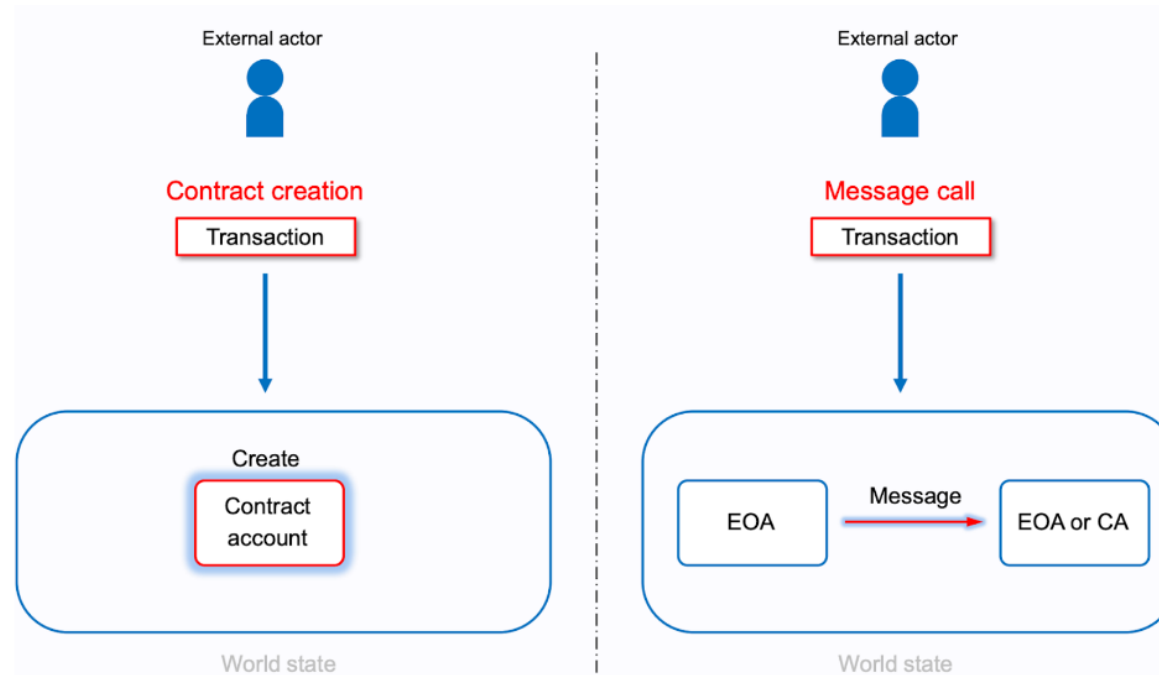 External actor
Contract creation
Transaction
Create
Contract
account
World state
External actor
Message call
Transaction
EOA
Message
EOA or CA
World state